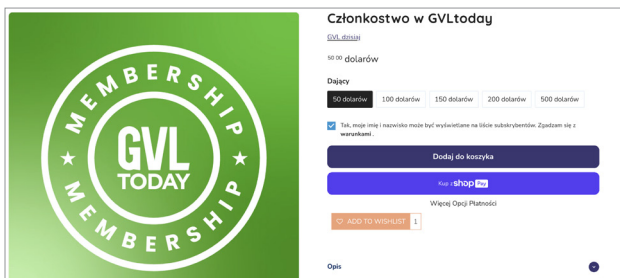 MEMBERSHIP
GVL
TODAY
MEMBERSHIP
Członkostwo w GVLtoday
GVL dzisiaj
50 00 dolarów
Dający
50 dolarów 100 dolarów 150 dolarów 200 dolarów 500 dolarów
Tak, moje imię i nazwisko może być wyświetlane na liście subskrybentów. Zgadzam się z
warunkami .
Dodaj do koszyka
Kup z shop Pay
Więcej Opcji Płatności
ADD TO WISHLIST 1
Opis